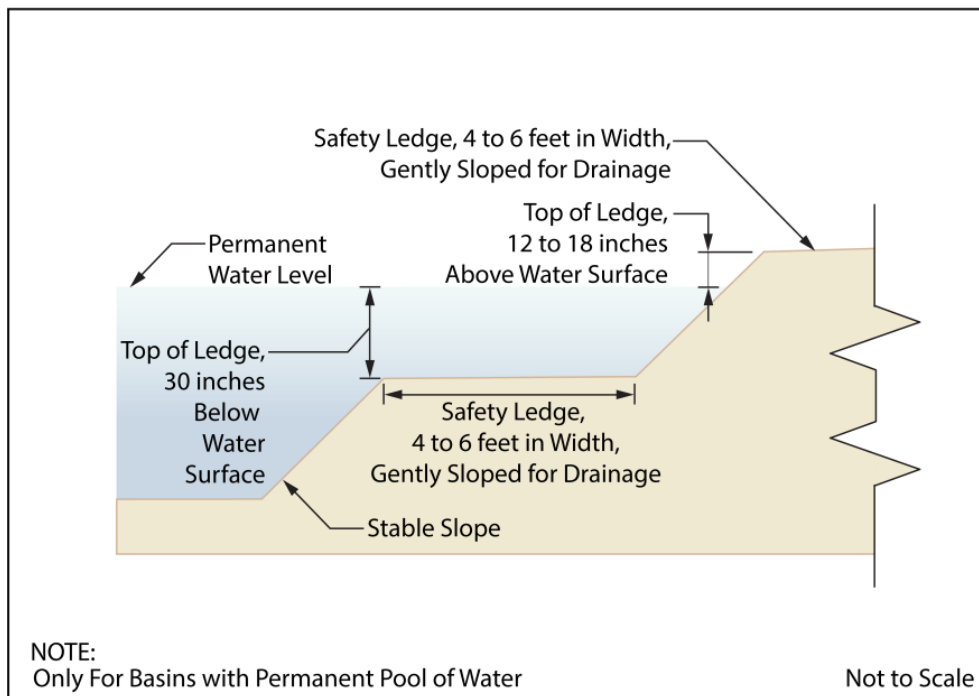 Safety Ledge, 4 to 6 feet in Width,
Gently Sloped for Drainage
Top of Ledge,
12 to 18 inches
Above Water Surface
Permanent
Water Level
Top of Ledge,
30 inches
Below
Water
Surface
Safety Ledge,
4 to 6 feet in Width,
Gently Sloped for Drainage
Stable Slope
NOTE:
Only For Basins with Permanent Pool of Water
Not to Scale